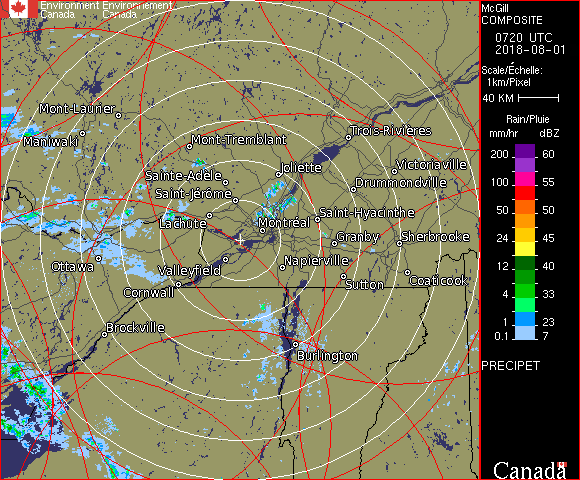 Environment Environnement
Canada Canada
Mont-Laurier
Maniwaki
Mont-Tremblant
Trois-Rivières
Sainte-Adèle
Joliette
Victoriaville
Saint-Jérôme
Drummondville
Lachute
Montréal
Saint-Hyacinthe
Granby
Sherbrooke
Ottawa
Valleyfield
Napierville
Cornwall
Sutton
Coaticook
Brockville
Burlington
McGill
COMPOSITE
0720 UTC
2018-08-01
Scale/Échelle:
1km/Pixel
40 KM
Rain/Pluie
mm/hr dBZ
200 60
150 55
100 55
50 50
24 45
12 40
4 33
1 23
0.1 7
PRECIPET
Canada